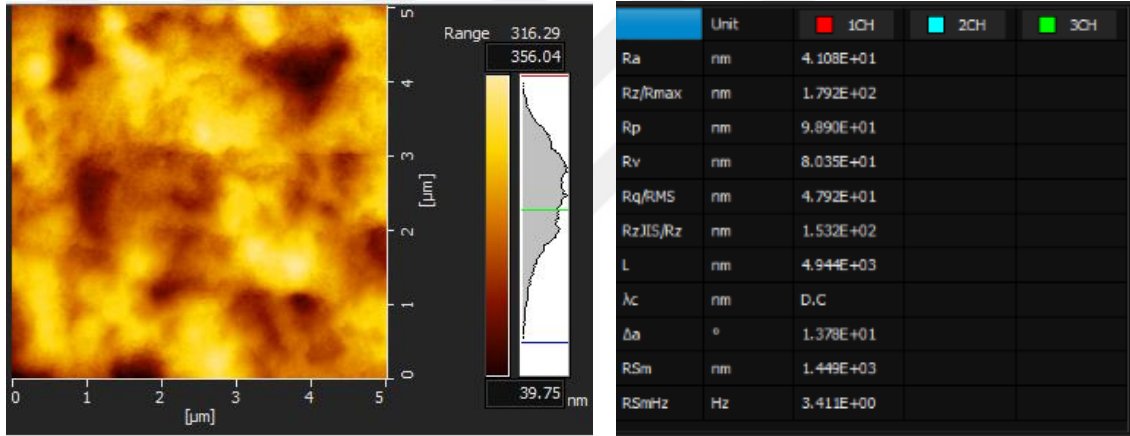 Range 316.29
356.04
5
4
3
2
1
0
[µm]
0 1 2 3 4 5
[µm]
39.75 nm
Unit 1CH 2CH 3CH
Ra nm 4.108E+01
Rz/Rmax nm 1.792E+02
Rp nm 9.890E+01
Rv nm 8.035E+01
Rq/RMS nm 4.792E+01
RzJIS/Rz nm 1.532E+02
L nm 4.944E+03
λc nm D.C
Δa ° 1.378E+01
RSm nm 1.449E+03
RSmHz Hz 3.411E+00